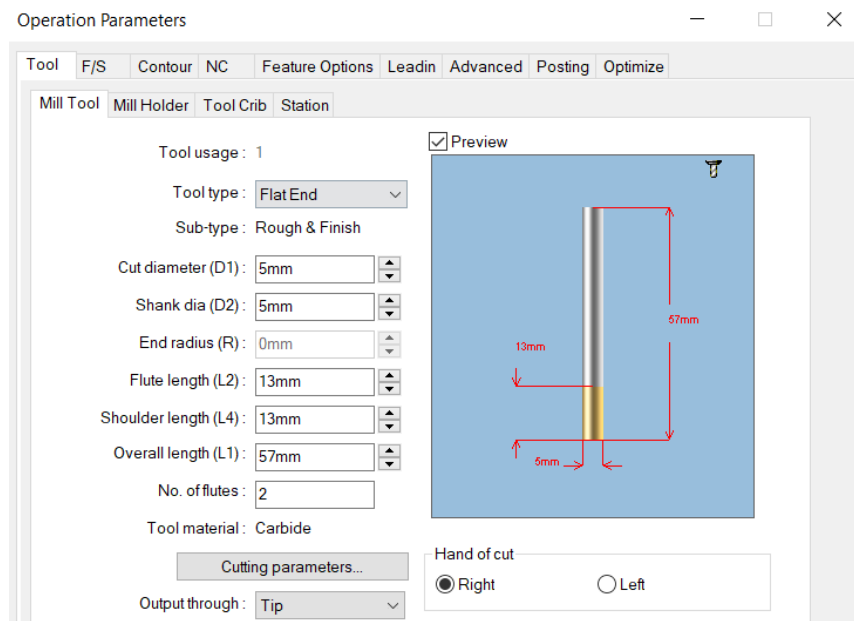 Operation Parameters
Tool F/S Contour NC Feature Options Leadin Advanced Posting Optimize
Mill Tool Mill Holder Tool Crib Station
Tool usage : 1
Preview
Tool type : Flat End
Sub-type : Rough & Finish
Cut diameter (D1) : 5mm
Shank dia (D2) : 5mm
End radius (R) : 0mm
Flute length (L2) : 13mm
Shoulder length (L4) : 13mm
Overall length (L1) : 57mm
No. of flutes : 2
Tool material : Carbide
Cutting parameters...
Output through : Tip
57mm
13mm
5mm
Hand of cut
Right Left